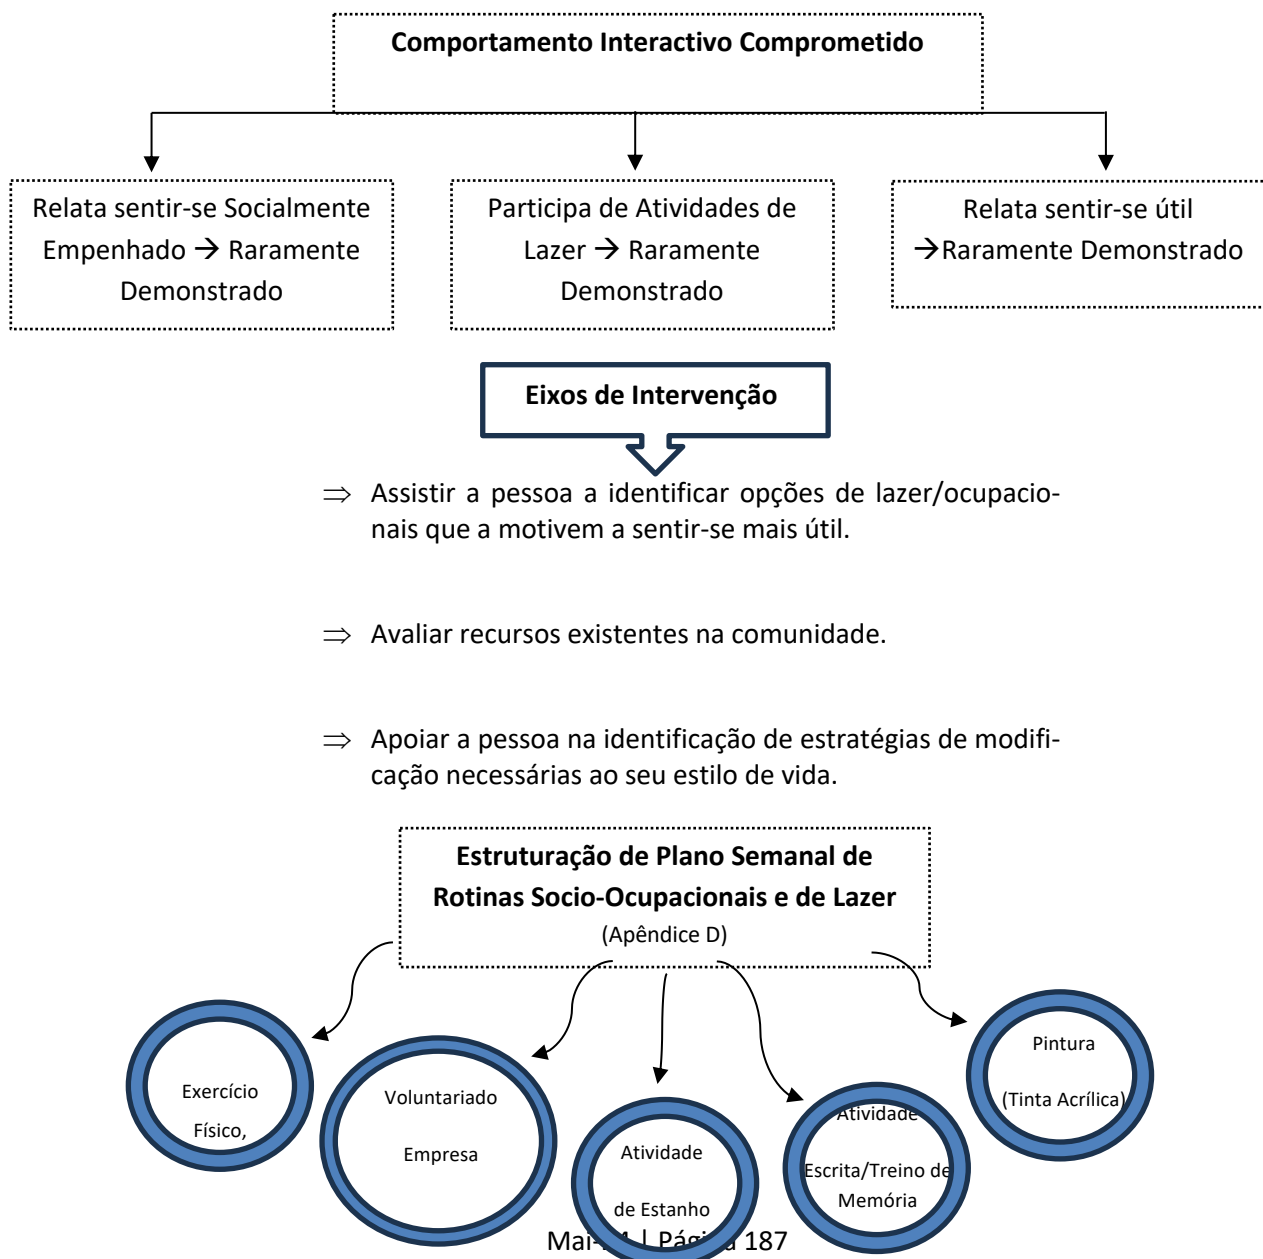 Comportamento Interactivo Comprometido
Relata sentir-se Socialmente
Empenhado → Raramente
Demonstrado
Participa de Atividades de
Lazer → Raramente
Demonstrado
Relata sentir-se útil
→Raramente Demonstrado
Eixos de Intervenção
⇒ Assistir a pessoa a identificar opções de lazer/ocupacio-
nais que a motivem a sentir-se mais útil.
⇒ Avaliar recursos existentes na comunidade.
⇒ Apoiar a pessoa na identificação de estratégias de modifi-
cação necessárias ao seu estilo de vida.
Estruturação de Plano Semanal de
Rotinas Socio-Ocupacionais e de Lazer
(Apêndice D)
Exercício
Físico,
Voluntariado
Empresa
Atividade
de Estanho
Atividade
Escrita/Treino de
Memória
Pintura
(Tinta Acrílica)
| Página 187